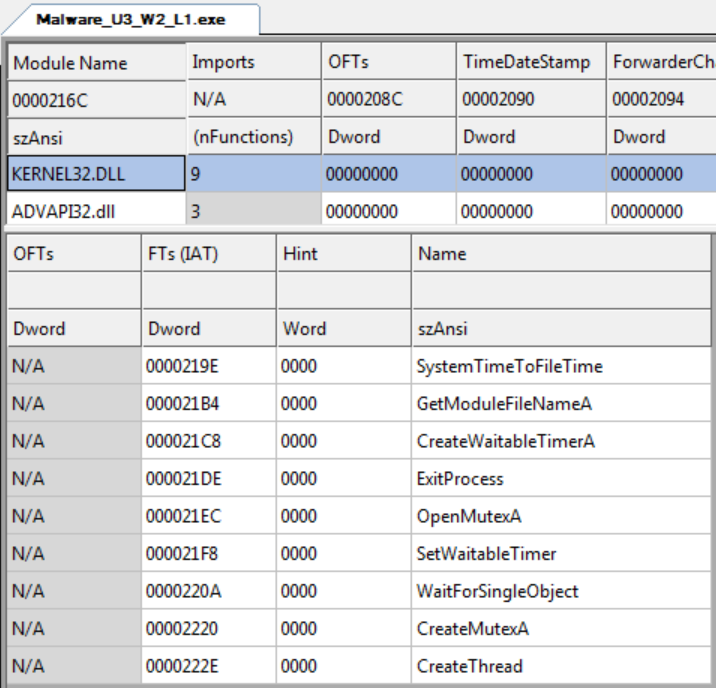 Malware_U3_W2_L1.exe
Module Name Imports OFTs TimeDateStamp ForwarderCh
0000216C N/A 0000208C 00002090 00002094
szAnsi (nFunctions) Dword Dword Dword
KERNEL32.DLL 9 00000000 00000000 00000000
ADVAPI32.dll 3 00000000 00000000 00000000
OFTs FTs (IAT) Hint Name
Dword Dword Word szAnsi
N/A 0000219E 0000 SystemTimeToFileTime
N/A 000021B4 0000 GetModuleFileNameA
N/A 000021C8 0000 CreateWaitableTimerA
N/A 000021DE 0000 ExitProcess
N/A 000021EC 0000 OpenMutexA
N/A 000021F8 0000 SetWaitableTimer
N/A 0000220A 0000 WaitForSingleObject
N/A 00002220 0000 CreateMutexA
N/A 0000222E 0000 CreateThread